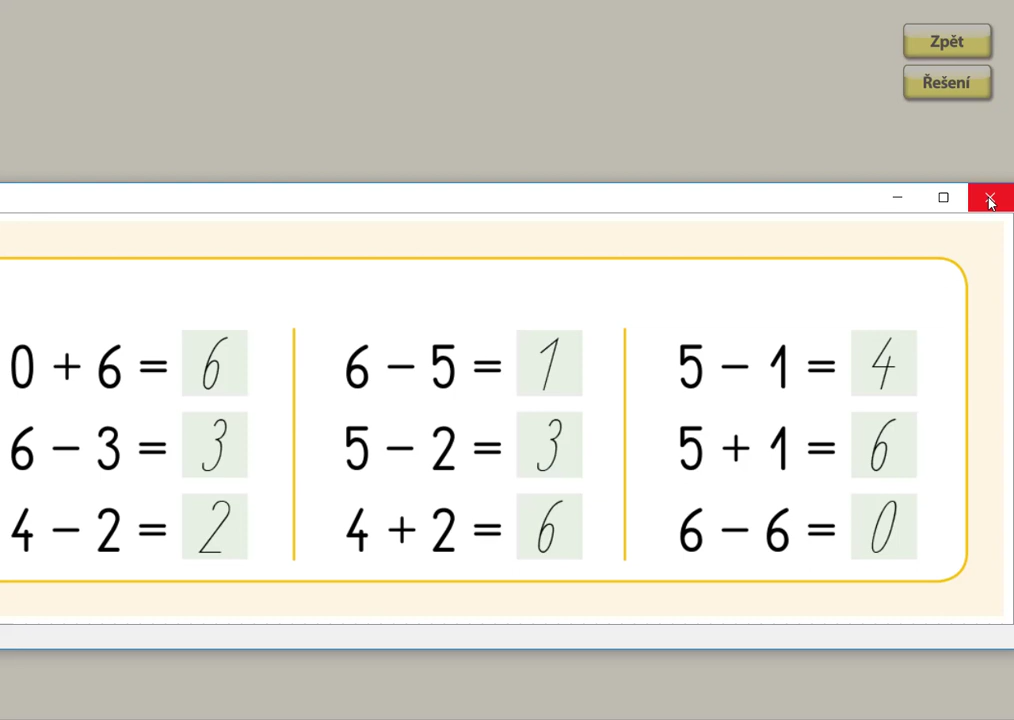 Zpět
Řešení
0 + 6 = 6
6 - 3 = 3
4 - 2 = 2
6 - 5 = 1
5 - 2 = 3
4 + 2 = 6
5 - 1 = 4
5 + 1 = 6
6 - 6 = 0